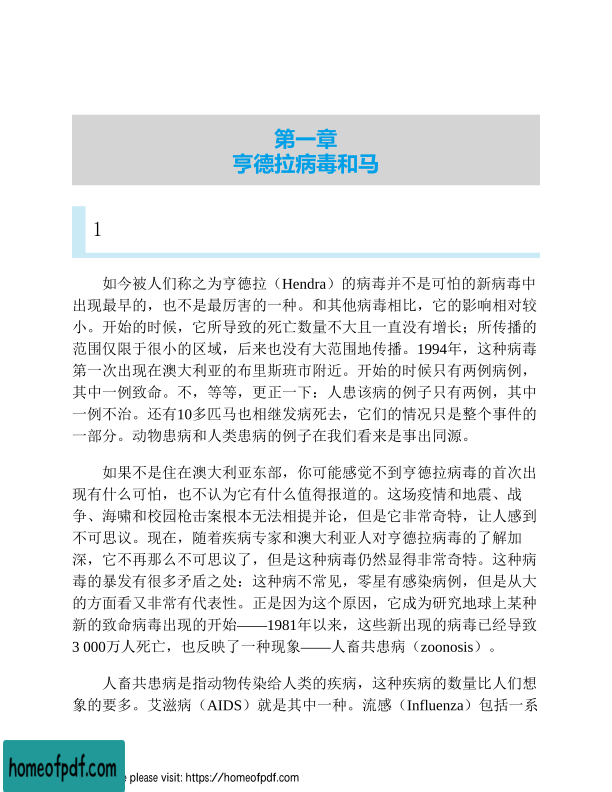 第一章
亨德拉病毒和马
1
如今被人们称之为亨德拉（Hendra）的病毒并不是可怕的新病毒中
出现最早的，也不是最厉害的一种。和其他病毒相比，它的影响相对较
小。开始的时候，它所导致的死亡数量不大且一直没有增长；所传播的
范围仅限于很小的区域，后来也没有大范围地传播。1994年，这种病毒
第一次出现在澳大利亚的布里斯班市附近。开始的时候只有两例病例，
其中一例致命。不，等等，更正一下：人患该病的例子只有两例，其中
一例不治。还有10多匹马也相继发病死去，它们的情况只是整个事件的
一部分。动物患病和人类患病的例子在我们看来是事出同源。
如果不是住在澳大利亚东部，你可能感觉不到亨德拉病毒的首次出
现有什么可怕，也不认为它有什么值得报道的。这场疫情和地震、战
争、海啸和校园枪击案根本无法相提并论，但是它非常奇特，让人感到
不可思议。现在，随着疾病专家和澳大利亚人对亨德拉病毒的了解加
深，它不再那么不可思议了，但是这种病毒仍然显得非常奇特。这种病
毒的暴发有很多矛盾之处：这种病不常见，零星有感染病例，但是从大
的方面看又非常有代表性。正是因为这个原因，它成为研究地球上某种
新的致命病毒出现的开始——1981年以来，这些新出现的病毒已经导致
3 000万人死亡，也反映了一种现象——人畜共患病（zoonosis）。
人畜共患病是指动物传染给人类的疾病，这种疾病的数量比人们想
象的要多。艾滋病（AIDS）就是其中一种。流感（Influenza）包括一系
homeofpdf.com
e please visit: https://homeofpdf.com